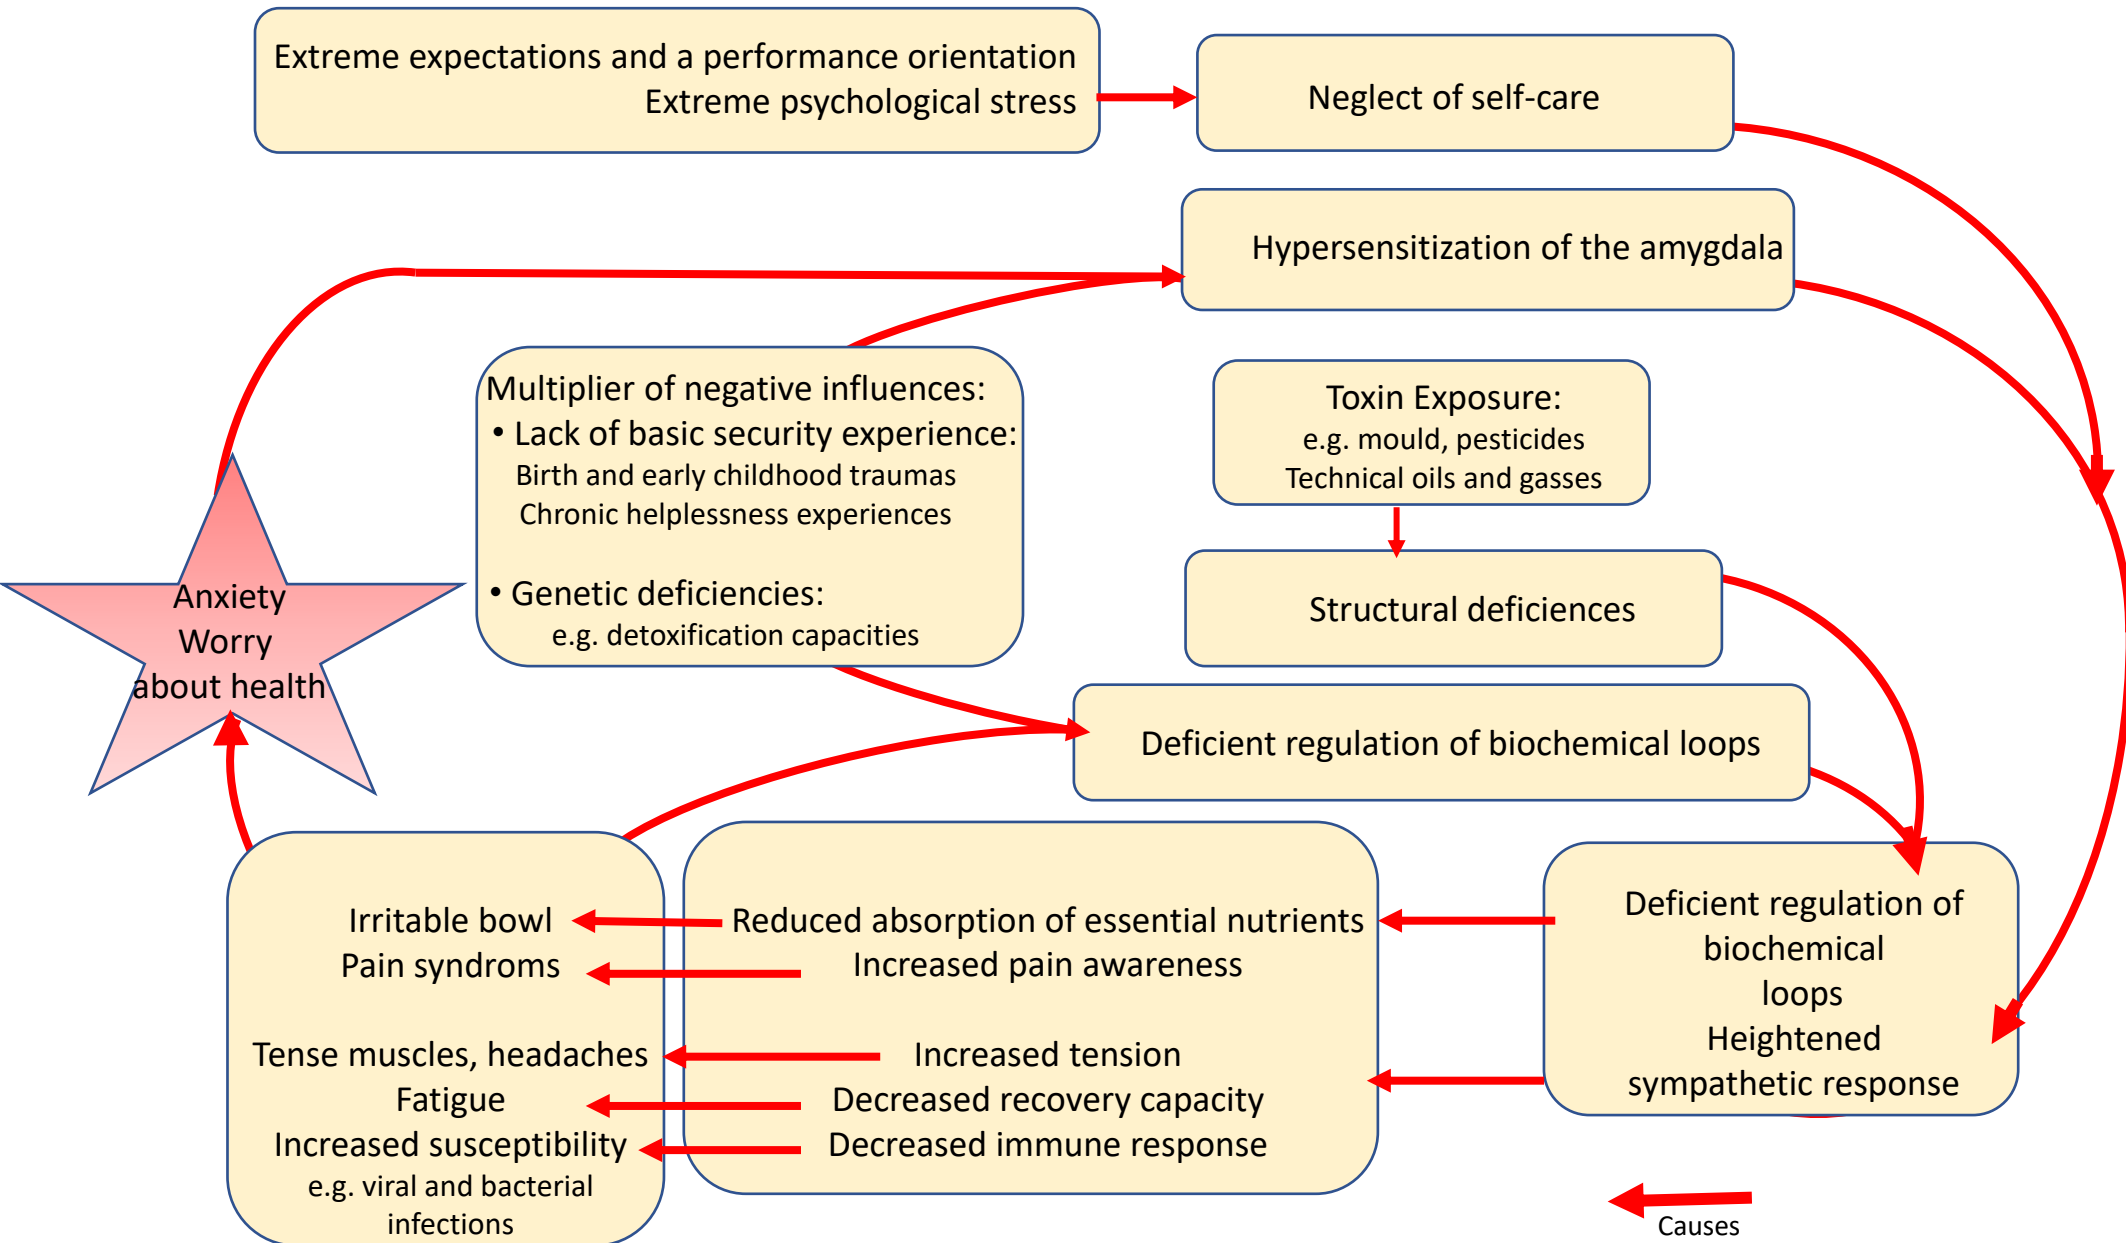 Extreme expectations and a performance orientation
Extreme psychological stress
Neglect of self-care
Hypersensitization of the amygdala
Multiplier of negative influences:
• Lack of basic security experience:
Birth and early childhood traumas
Chronic helplessness experiences
• Genetic deficiencies:
e.g. detoxification capacities
Toxin Exposure:
e.g. mould, pesticides
Technical oils and gasses
Structural deficiences
Anxiety
Worry
about health
Deficient regulation of biochemical loops
Irritable bowl
Pain syndroms
Tense muscles, headaches
Fatigue
Increased susceptibility
e.g. viral and bacterial
infections
Reduced absorption of essential nutrients
Increased pain awareness
Increased tension
Decreased recovery capacity
Decreased immune response
Deficient regulation of
biochemical
loops
Heightened
sympathetic response
Causes